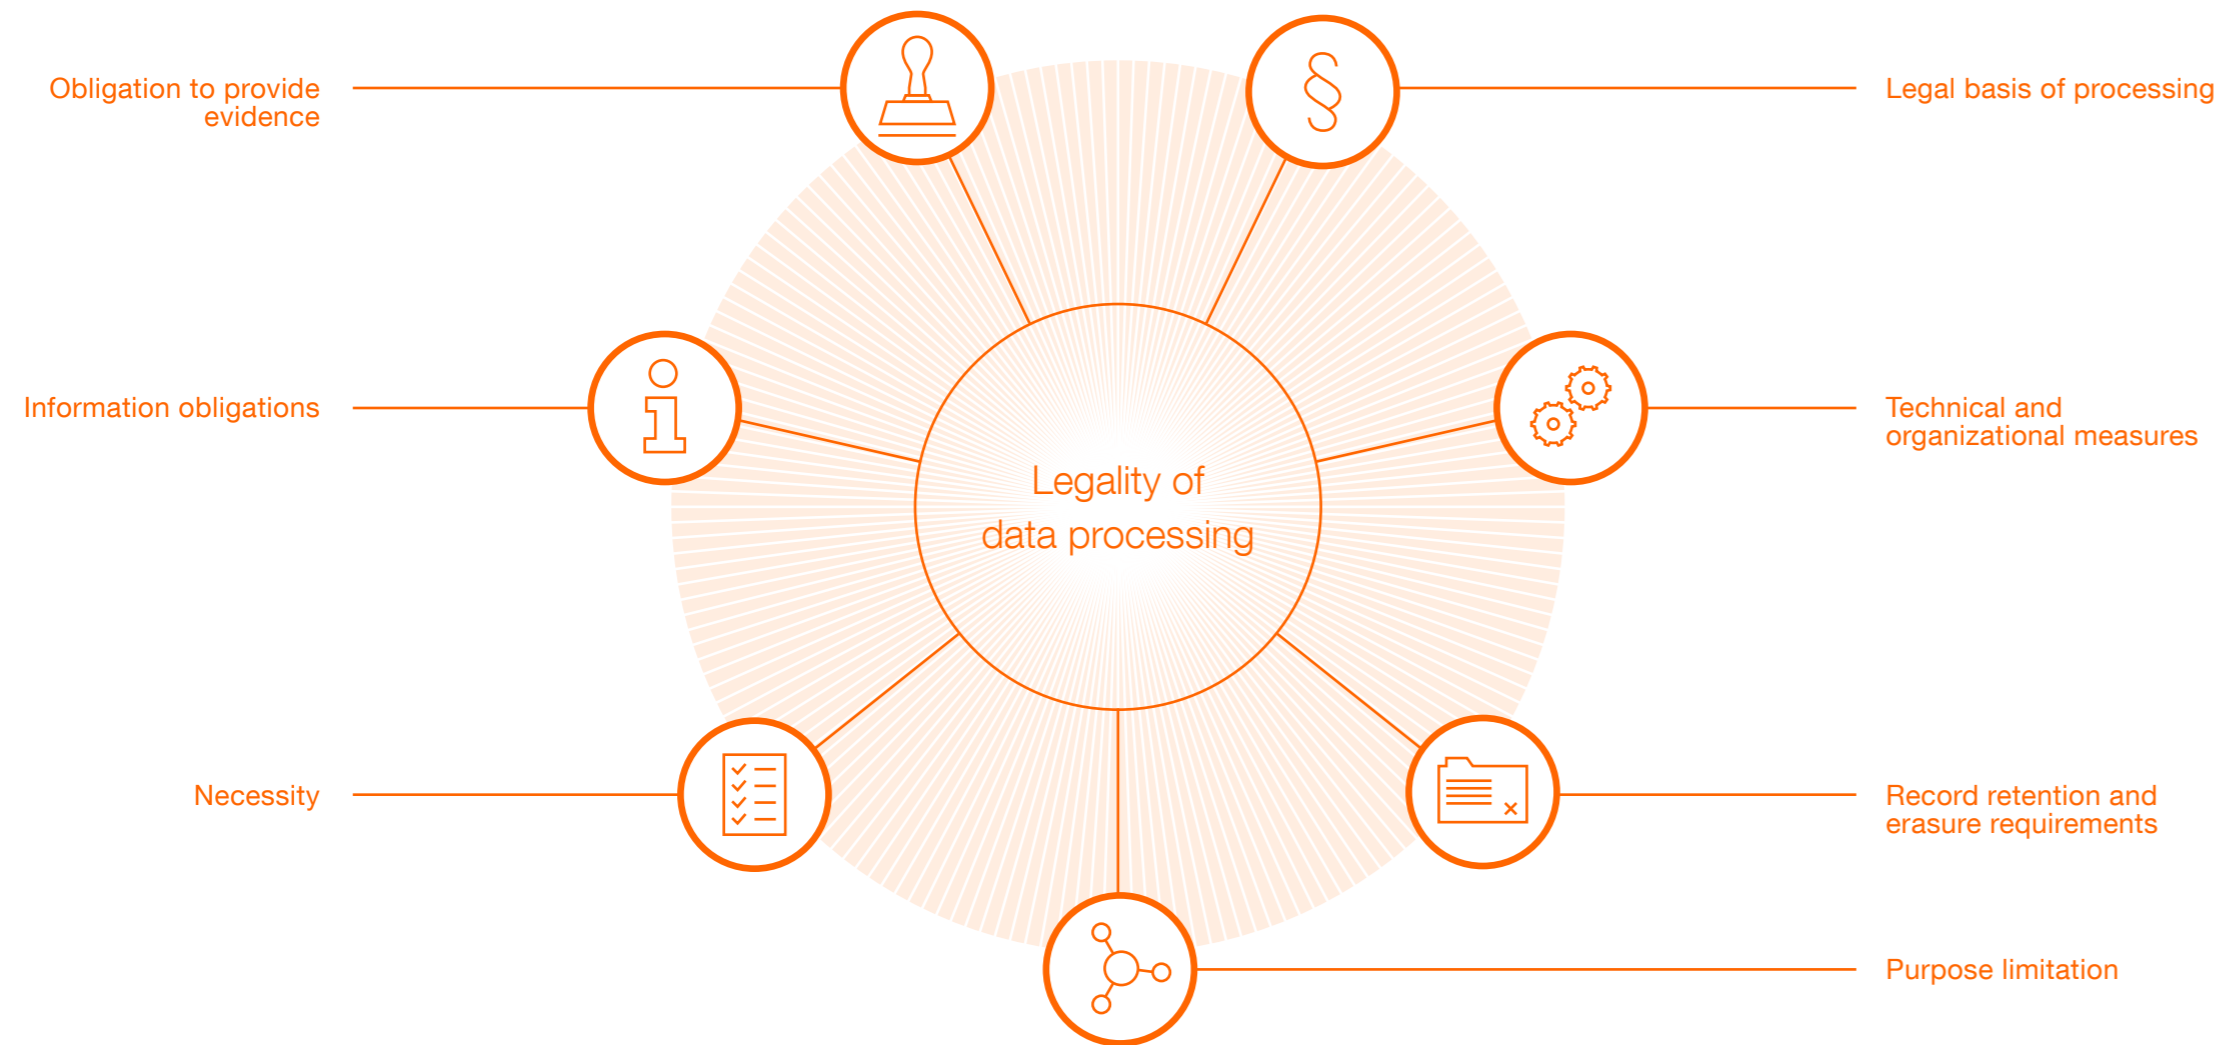 Obligation to provide
evidence
Legal basis of processing
Information obligations
Technical and
organizational measures
Legality of
data processing
Necessity
Record retention and
erasure requirements
Purpose limitation